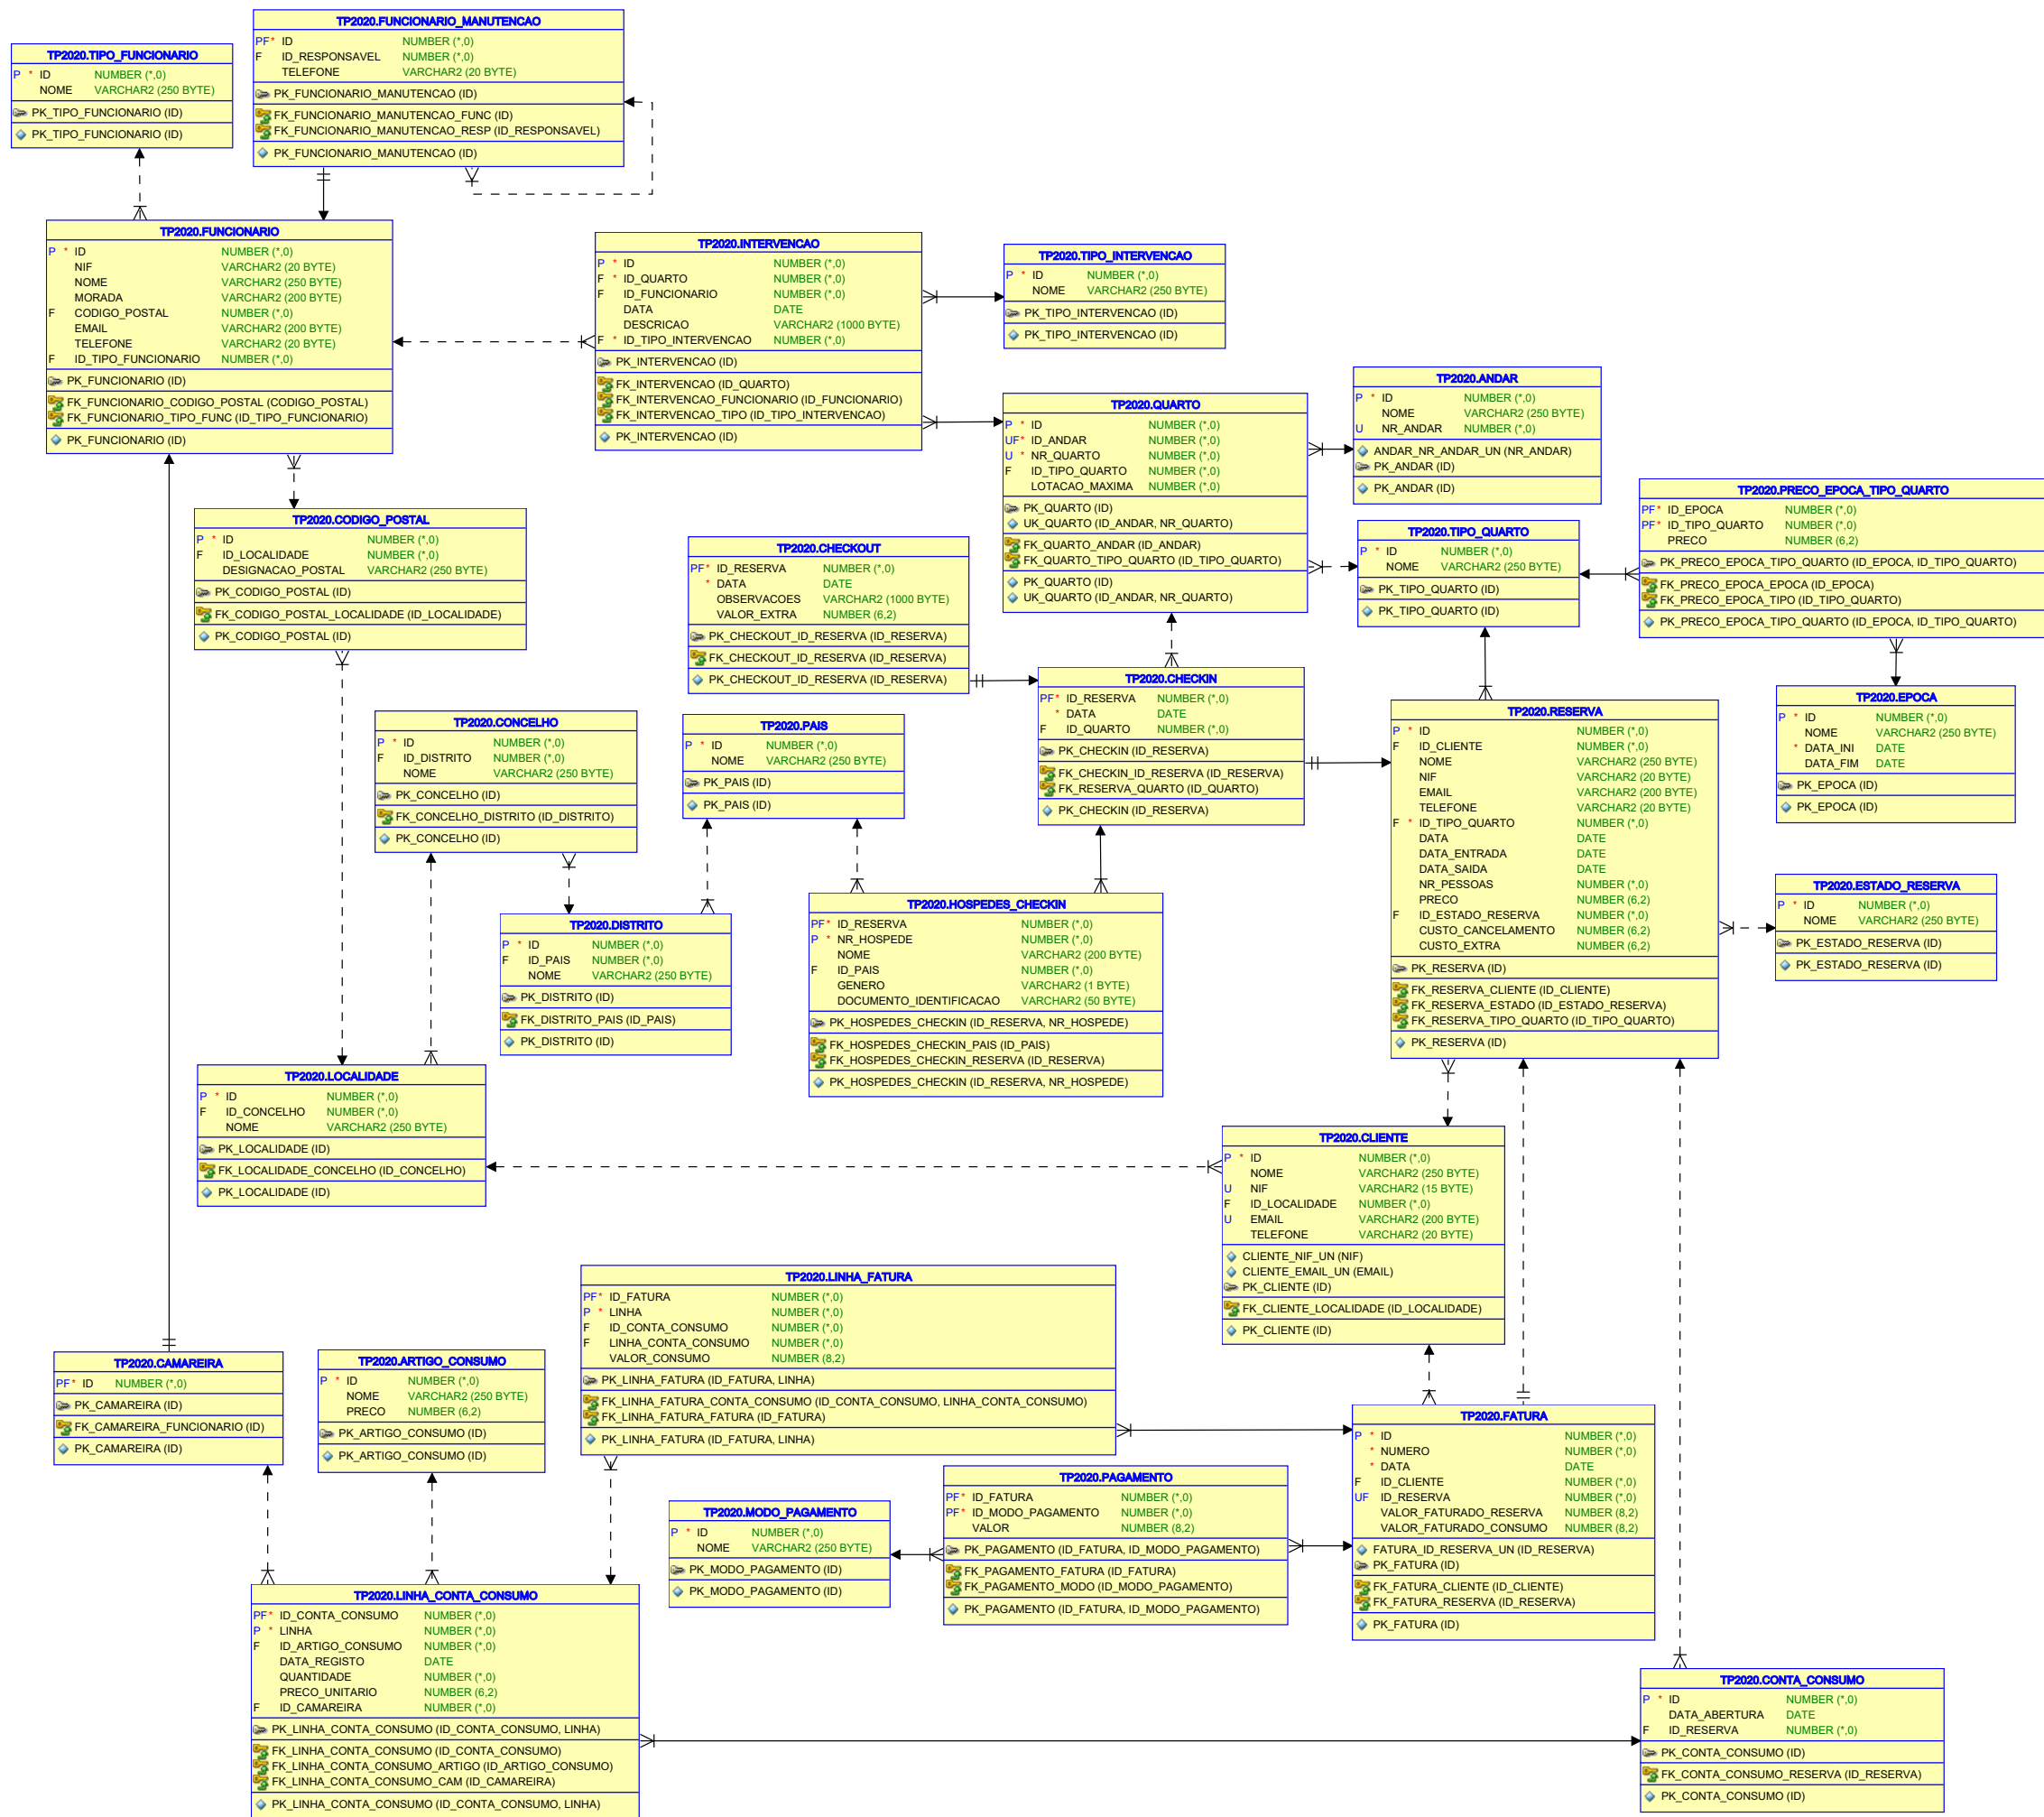 TP2020.FUNCIONARIO_MANUTENCAO
PF* ID NUMBER (*,0)
F ID_RESPONSAVEL NUMBER (*,0)
TELEFONE VARCHAR2 (20 BYTE)
PK_FUNCIONARIO_MANUTENCAO (ID)
FK_FUNCIONARIO_MANUTENCAO_FUNC (ID)
FK_FUNCIONARIO_MANUTENCAO_RESP (ID_RESPONSAVEL)
PK_FUNCIONARIO_MANUTENCAO (ID)
TP2020.TIPO_FUNCIONARIO
P * ID NUMBER (*,0)
NOME VARCHAR2 (250 BYTE)
PK_TIPO_FUNCIONARIO (ID)
PK_TIPO_FUNCIONARIO (ID)
TP2020.FUNCIONARIO
P * ID NUMBER (*,0)
NIF VARCHAR2 (20 BYTE)
NOME VARCHAR2 (250 BYTE)
MORADA VARCHAR2 (200 BYTE)
F CODIGO_POSTAL NUMBER (*,0)
EMAIL VARCHAR2 (200 BYTE)
TELEFONE VARCHAR2 (20 BYTE)
F ID_TIPO_FUNCIONARIO NUMBER (*,0)
PK_FUNCIONARIO (ID)
FK_FUNCIONARIO_CODIGO_POSTAL (CODIGO_POSTAL)
FK_FUNCIONARIO_TIPO_FUNC (ID_TIPO_FUNCIONARIO)
PK_FUNCIONARIO (ID)
TP2020.INTERVENCAO
P * ID NUMBER (*,0)
F * ID_QUARTO NUMBER (*,0)
F ID_FUNCIONARIO NUMBER (*,0)
DATA DATE
DESCRICAO VARCHAR2 (1000 BYTE)
F * ID_TIPO_INTERVENCAO NUMBER (*,0)
PK_INTERVENCAO (ID)
FK_INTERVENCAO (ID_QUARTO)
FK_INTERVENCAO_FUNCIONARIO (ID_FUNCIONARIO)
FK_INTERVENCAO_TIPO (ID_TIPO_INTERVENCAO)
PK_INTERVENCAO (ID)
TP2020.TIPO_INTERVENCAO
P * ID NUMBER (*,0)
NOME VARCHAR2 (250 BYTE)
PK_TIPO_INTERVENCAO (ID)
PK_TIPO_INTERVENCAO (ID)
TP2020.QUARTO
P * ID NUMBER (*,0)
UF* ID_ANDAR NUMBER (*,0)
U * NR_QUARTO NUMBER (*,0)
F ID_TIPO_QUARTO NUMBER (*,0)
LOTACAO_MAXIMA NUMBER (*,0)
PK_QUARTO (ID)
UK_QUARTO (ID_ANDAR, NR_QUARTO)
FK_QUARTO_ANDAR (ID_ANDAR)
FK_QUARTO_TIPO_QUARTO (ID_TIPO_QUARTO)
PK_QUARTO (ID)
UK_QUARTO (ID_ANDAR, NR_QUARTO)
TP2020.ANDAR
P * ID NUMBER (*,0)
NOME VARCHAR2 (250 BYTE)
U NR_ANDAR NUMBER (*,0)
ANDAR_NR_ANDAR_UN (NR_ANDAR)
PK_ANDAR (ID)
PK_ANDAR (ID)
TP2020.PRECO_EPOCA_TIPO_QUARTO
PF* ID_EPOCA NUMBER (*,0)
PF* ID_TIPO_QUARTO NUMBER (*,0)
PRECO NUMBER (6,2)
PK_PRECO_EPOCA_TIPO_QUARTO (ID_EPOCA, ID_TIPO_QUARTO)
FK_PRECO_EPOCA_EPOCA (ID_EPOCA)
FK_PRECO_EPOCA_TIPO (ID_TIPO_QUARTO)
PK_PRECO_EPOCA_TIPO_QUARTO (ID_EPOCA, ID_TIPO_QUARTO)
TP2020.TIPO_QUARTO
P * ID NUMBER (*,0)
NOME VARCHAR2 (250 BYTE)
PK_TIPO_QUARTO (ID)
PK_TIPO_QUARTO (ID)
TP2020.CODIGO_POSTAL
P * ID NUMBER (*,0)
F ID_LOCALIDADE NUMBER (*,0)
DESIGNACAO_POSTAL VARCHAR2 (250 BYTE)
PK_CODIGO_POSTAL (ID)
FK_CODIGO_POSTAL_LOCALIDADE (ID_LOCALIDADE)
PK_CODIGO_POSTAL (ID)
TP2020.CHECKOUT
PF* ID_RESERVA NUMBER (*,0)
* DATA DATE
OBSERVACOES VARCHAR2 (1000 BYTE)
VALOR_EXTRA NUMBER (6,2)
PK_CHECKOUT_ID_RESERVA (ID_RESERVA)
FK_CHECKOUT_ID_RESERVA (ID_RESERVA)
PK_CHECKOUT_ID_RESERVA (ID_RESERVA)
TP2020.CHECKIN
PF* ID_RESERVA NUMBER (*,0)
* DATA DATE
F ID_QUARTO NUMBER (*,0)
PK_CHECKIN (ID_RESERVA)
FK_CHECKIN_ID_RESERVA (ID_RESERVA)
FK_RESERVA_QUARTO (ID_QUARTO)
PK_CHECKIN (ID_RESERVA)
TP2020.EPOCA
P * ID NUMBER (*,0)
NOME VARCHAR2 (250 BYTE)
* DATA_INI DATE
DATA_FIM DATE
PK_EPOCA (ID)
PK_EPOCA (ID)
TP2020.RESERVA
P * ID NUMBER (*,0)
F ID_CLIENTE NUMBER (*,0)
NOME VARCHAR2 (250 BYTE)
NIF VARCHAR2 (20 BYTE)
EMAIL VARCHAR2 (200 BYTE)
TELEFONE VARCHAR2 (20 BYTE)
F * ID_TIPO_QUARTO NUMBER (*,0)
DATA DATE
DATA_ENTRADA DATE
DATA_SAIDA DATE
NR_PESSOAS NUMBER (*,0)
PRECO NUMBER (6,2)
F ID_ESTADO_RESERVA NUMBER (*,0)
CUSTO_CANCELAMENTO NUMBER (6,2)
CUSTO_EXTRA NUMBER (6,2)
PK_RESERVA (ID)
FK_RESERVA_CLIENTE (ID_CLIENTE)
FK_RESERVA_ESTADO (ID_ESTADO_RESERVA)
FK_RESERVA_TIPO_QUARTO (ID_TIPO_QUARTO)
PK_RESERVA (ID)
TP2020.CONCELHO
P * ID NUMBER (*,0)
F ID_DISTRITO NUMBER (*,0)
NOME VARCHAR2 (250 BYTE)
PK_CONCELHO (ID)
FK_CONCELHO_DISTRITO (ID_DISTRITO)
PK_CONCELHO (ID)
TP2020.PAIS
P * ID NUMBER (*,0)
NOME VARCHAR2 (250 BYTE)
PK_PAIS (ID)
PK_PAIS (ID)
TP2020.ESTADO_RESERVA
P * ID NUMBER (*,0)
NOME VARCHAR2 (250 BYTE)
PK_ESTADO_RESERVA (ID)
PK_ESTADO_RESERVA (ID)
TP2020.HOSPEDES_CHECKIN
PF* ID_RESERVA NUMBER (*,0)
P * NR_HOSPEDE NUMBER (*,0)
NOME VARCHAR2 (200 BYTE)
F ID_PAIS NUMBER (*,0)
GENERO VARCHAR2 (1 BYTE)
DOCUMENTO_IDENTIFICACAO VARCHAR2 (50 BYTE)
PK_HOSPEDES_CHECKIN (ID_RESERVA, NR_HOSPEDE)
FK_HOSPEDES_CHECKIN_PAIS (ID_PAIS)
FK_HOSPEDES_CHECKIN_RESERVA (ID_RESERVA)
PK_HOSPEDES_CHECKIN (ID_RESERVA, NR_HOSPEDE)
TP2020.DISTRITO
P * ID NUMBER (*,0)
F ID_PAIS NUMBER (*,0)
NOME VARCHAR2 (250 BYTE)
PK_DISTRITO (ID)
FK_DISTRITO_PAIS (ID_PAIS)
PK_DISTRITO (ID)
TP2020.LOCALIDADE
P * ID NUMBER (*,0)
F ID_CONCELHO NUMBER (*,0)
NOME VARCHAR2 (250 BYTE)
PK_LOCALIDADE (ID)
FK_LOCALIDADE_CONCELHO (ID_CONCELHO)
PK_LOCALIDADE (ID)
TP2020.CLIENTE
P * ID NUMBER (*,0)
NOME VARCHAR2 (250 BYTE)
U NIF VARCHAR2 (15 BYTE)
F ID_LOCALIDADE NUMBER (*,0)
U EMAIL VARCHAR2 (200 BYTE)
TELEFONE VARCHAR2 (20 BYTE)
CLIENTE_NIF_UN (NIF)
CLIENTE_EMAIL_UN (EMAIL)
PK_CLIENTE (ID)
FK_CLIENTE_LOCALIDADE (ID_LOCALIDADE)
PK_CLIENTE (ID)
TP2020.LINHA_FATURA
PF* ID_FATURA NUMBER (*,0)
P * LINHA NUMBER (*,0)
F ID_CONTA_CONSUMO NUMBER (*,0)
F LINHA_CONTA_CONSUMO NUMBER (*,0)
VALOR_CONSUMO NUMBER (8,2)
PK_LINHA_FATURA (ID_FATURA, LINHA)
FK_LINHA_FATURA_CONTA_CONSUMO (ID_CONTA_CONSUMO, LINHA_CONTA_CONSUMO)
FK_LINHA_FATURA_FATURA (ID_FATURA)
PK_LINHA_FATURA (ID_FATURA, LINHA)
TP2020.CAMAREIRA
PF* ID NUMBER (*,0)
PK_CAMAREIRA (ID)
FK_CAMAREIRA_FUNCIONARIO (ID)
PK_CAMAREIRA (ID)
TP2020.ARTIGO_CONSUMO
P * ID NUMBER (*,0)
NOME VARCHAR2 (250 BYTE)
PRECO NUMBER (6,2)
PK_ARTIGO_CONSUMO (ID)
PK_ARTIGO_CONSUMO (ID)
TP2020.FATURA
P * ID NUMBER (*,0)
* NUMERO NUMBER (*,0)
* DATA DATE
F ID_CLIENTE NUMBER (*,0)
UF ID_RESERVA NUMBER (*,0)
VALOR_FATURADO_RESERVA NUMBER (8,2)
VALOR_FATURADO_CONSUMO NUMBER (8,2)
FATURA_ID_RESERVA_UN (ID_RESERVA)
PK_FATURA (ID)
FK_FATURA_CLIENTE (ID_CLIENTE)
FK_FATURA_RESERVA (ID_RESERVA)
PK_FATURA (ID)
TP2020.PAGAMENTO
PF* ID_FATURA NUMBER (*,0)
PF* ID_MODO_PAGAMENTO NUMBER (*,0)
VALOR NUMBER (8,2)
PK_PAGAMENTO (ID_FATURA, ID_MODO_PAGAMENTO)
FK_PAGAMENTO_FATURA (ID_FATURA)
FK_PAGAMENTO_MODO (ID_MODO_PAGAMENTO)
PK_PAGAMENTO (ID_FATURA, ID_MODO_PAGAMENTO)
TP2020.MODO_PAGAMENTO
P * ID NUMBER (*,0)
NOME VARCHAR2 (250 BYTE)
PK_MODO_PAGAMENTO (ID)
PK_MODO_PAGAMENTO (ID)
TP2020.LINHA_CONTA_CONSUMO
PF* ID_CONTA_CONSUMO NUMBER (*,0)
P * LINHA NUMBER (*,0)
F ID_ARTIGO_CONSUMO NUMBER (*,0)
DATA_REGISTO DATE
QUANTIDADE NUMBER (*,0)
PRECO_UNITARIO NUMBER (6,2)
F ID_CAMAREIRA NUMBER (*,0)
PK_LINHA_CONTA_CONSUMO (ID_CONTA_CONSUMO, LINHA)
FK_LINHA_CONTA_CONSUMO (ID_CONTA_CONSUMO)
FK_LINHA_CONTA_CONSUMO_ARTIGO (ID_ARTIGO_CONSUMO)
FK_LINHA_CONTA_CONSUMO_CAM (ID_CAMAREIRA)
PK_LINHA_CONTA_CONSUMO (ID_CONTA_CONSUMO, LINHA)
TP2020.CONTA_CONSUMO
P * ID NUMBER (*,0)
DATA_ABERTURA DATE
F ID_RESERVA NUMBER (*,0)
PK_CONTA_CONSUMO (ID)
FK_CONTA_CONSUMO_RESERVA (ID_RESERVA)
PK_CONTA_CONSUMO (ID)